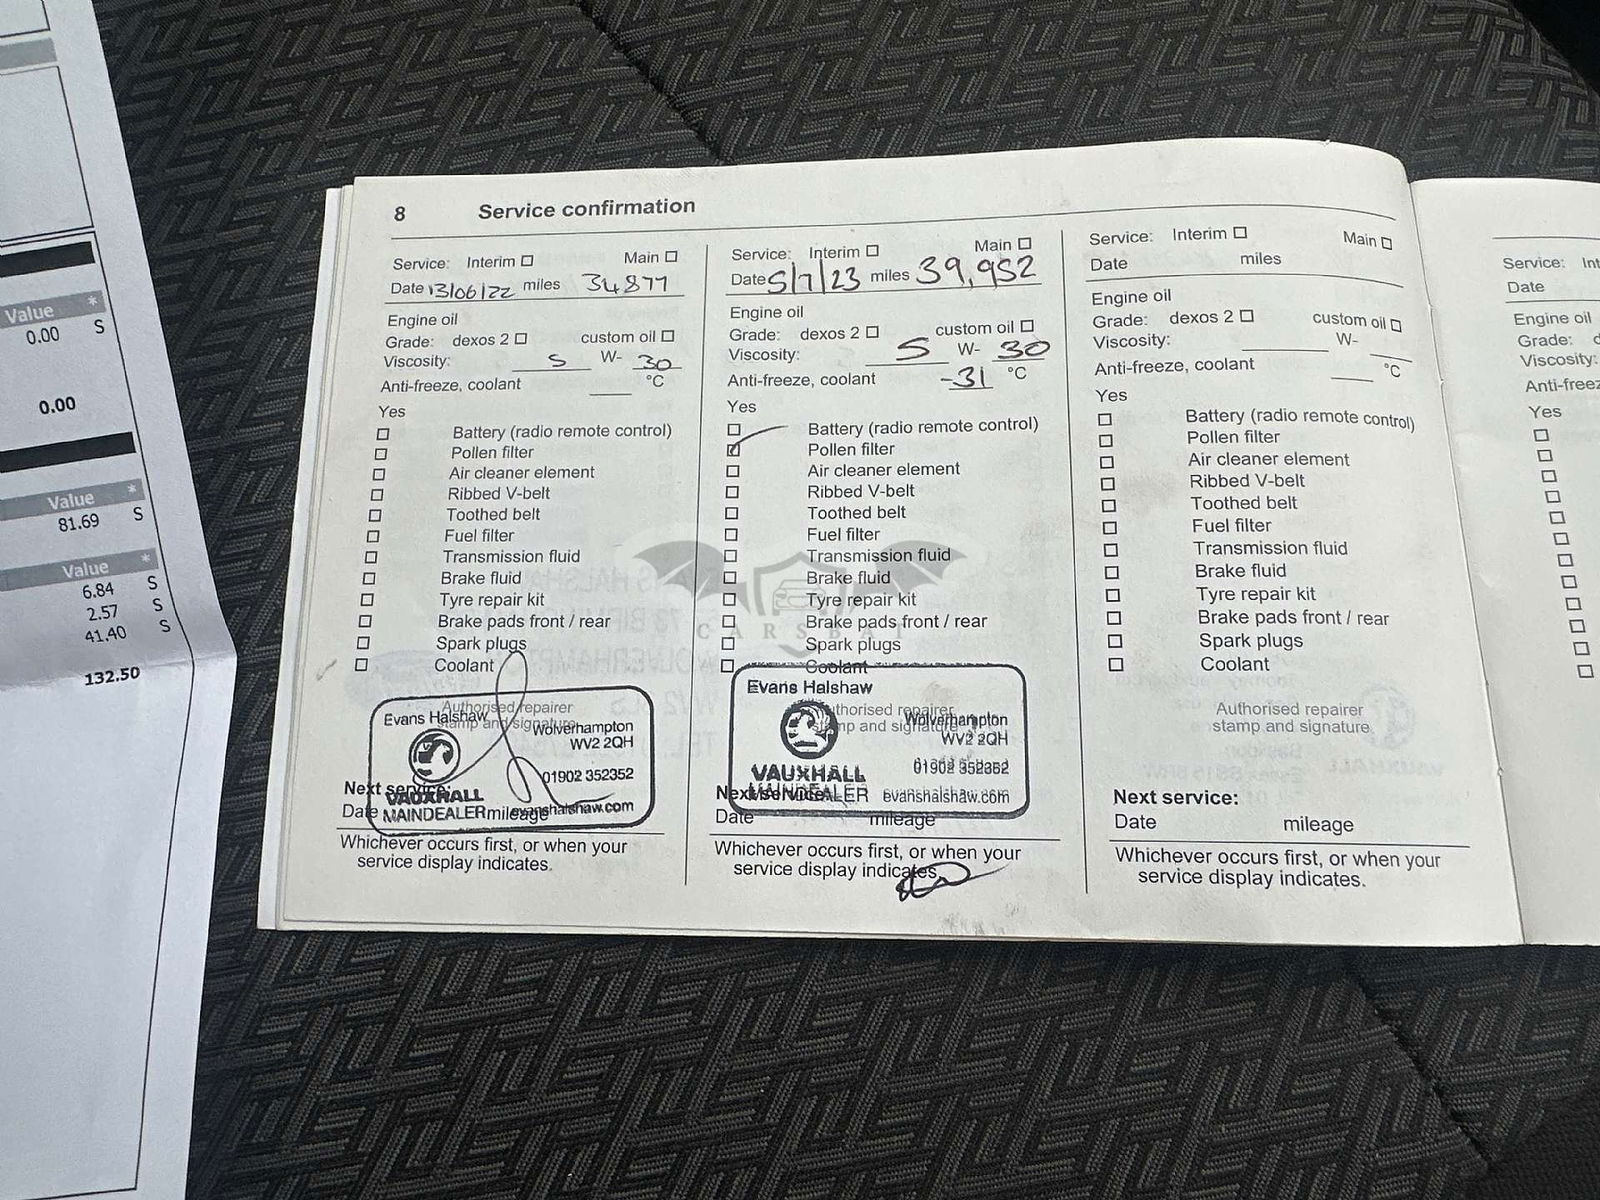 Value *
0.00 S
0.00
Value *
81.69 S
Value *
6.84 S
2.57 S
41.40 S
132.50
8 Service confirmation
Service: Interim Main
Date 13/06/22 miles 34877
Engine oil
Grade: dexos 2 custom oil
Viscosity: 5 W- 30
Anti-freeze, coolant °C
Yes
Battery (radio remote control)
Pollen filter
Air cleaner element
Ribbed V-belt
Toothed belt
Fuel filter
Transmission fluid
Brake fluid
Tyre repair kit
Brake pads front / rear
Spark plugs
Coolant
Authorised repairer
stamp and signature
Evans Halshaw
Wolverhampton
WV2 2QH
01902 352352
VAUXHALL
MAINDEALER evanshalshaw.com
Next service:
Date mileage
Whichever occurs first, or when your
service display indicates.
Service: Interim Main
Date 5/7/23 miles 39,952
Engine oil
Grade: dexos 2 custom oil
Viscosity: 5 W- 30
Anti-freeze, coolant -31 °C
Yes
Battery (radio remote control)
Pollen filter
Air cleaner element
Ribbed V-belt
Toothed belt
Fuel filter
Transmission fluid
Brake fluid
Tyre repair kit
Brake pads front / rear
Spark plugs
Coolant
Evans Halshaw
Authorised repairer
stamp and signature
Wolverhampton
WV2 2QH
01902 352352
VAUXHALL
MAINDEALER evanshalshaw.com
Next service:
Date mileage
Whichever occurs first, or when your
service display indicates.
Service: Interim Main
Date miles
Engine oil
Grade: dexos 2 custom oil
Viscosity: W-
Anti-freeze, coolant °C
Yes
Battery (radio remote control)
Pollen filter
Air cleaner element
Ribbed V-belt
Toothed belt
Fuel filter
Transmission fluid
Brake fluid
Tyre repair kit
Brake pads front / rear
Spark plugs
Coolant
Authorised repairer
stamp and signature
Next service:
Date mileage
Whichever occurs first, or when your
service display indicates.
Service: Int
Date
Engine oil
Grade: d
Viscosity:
Anti-freez
Yes
CARSBAT